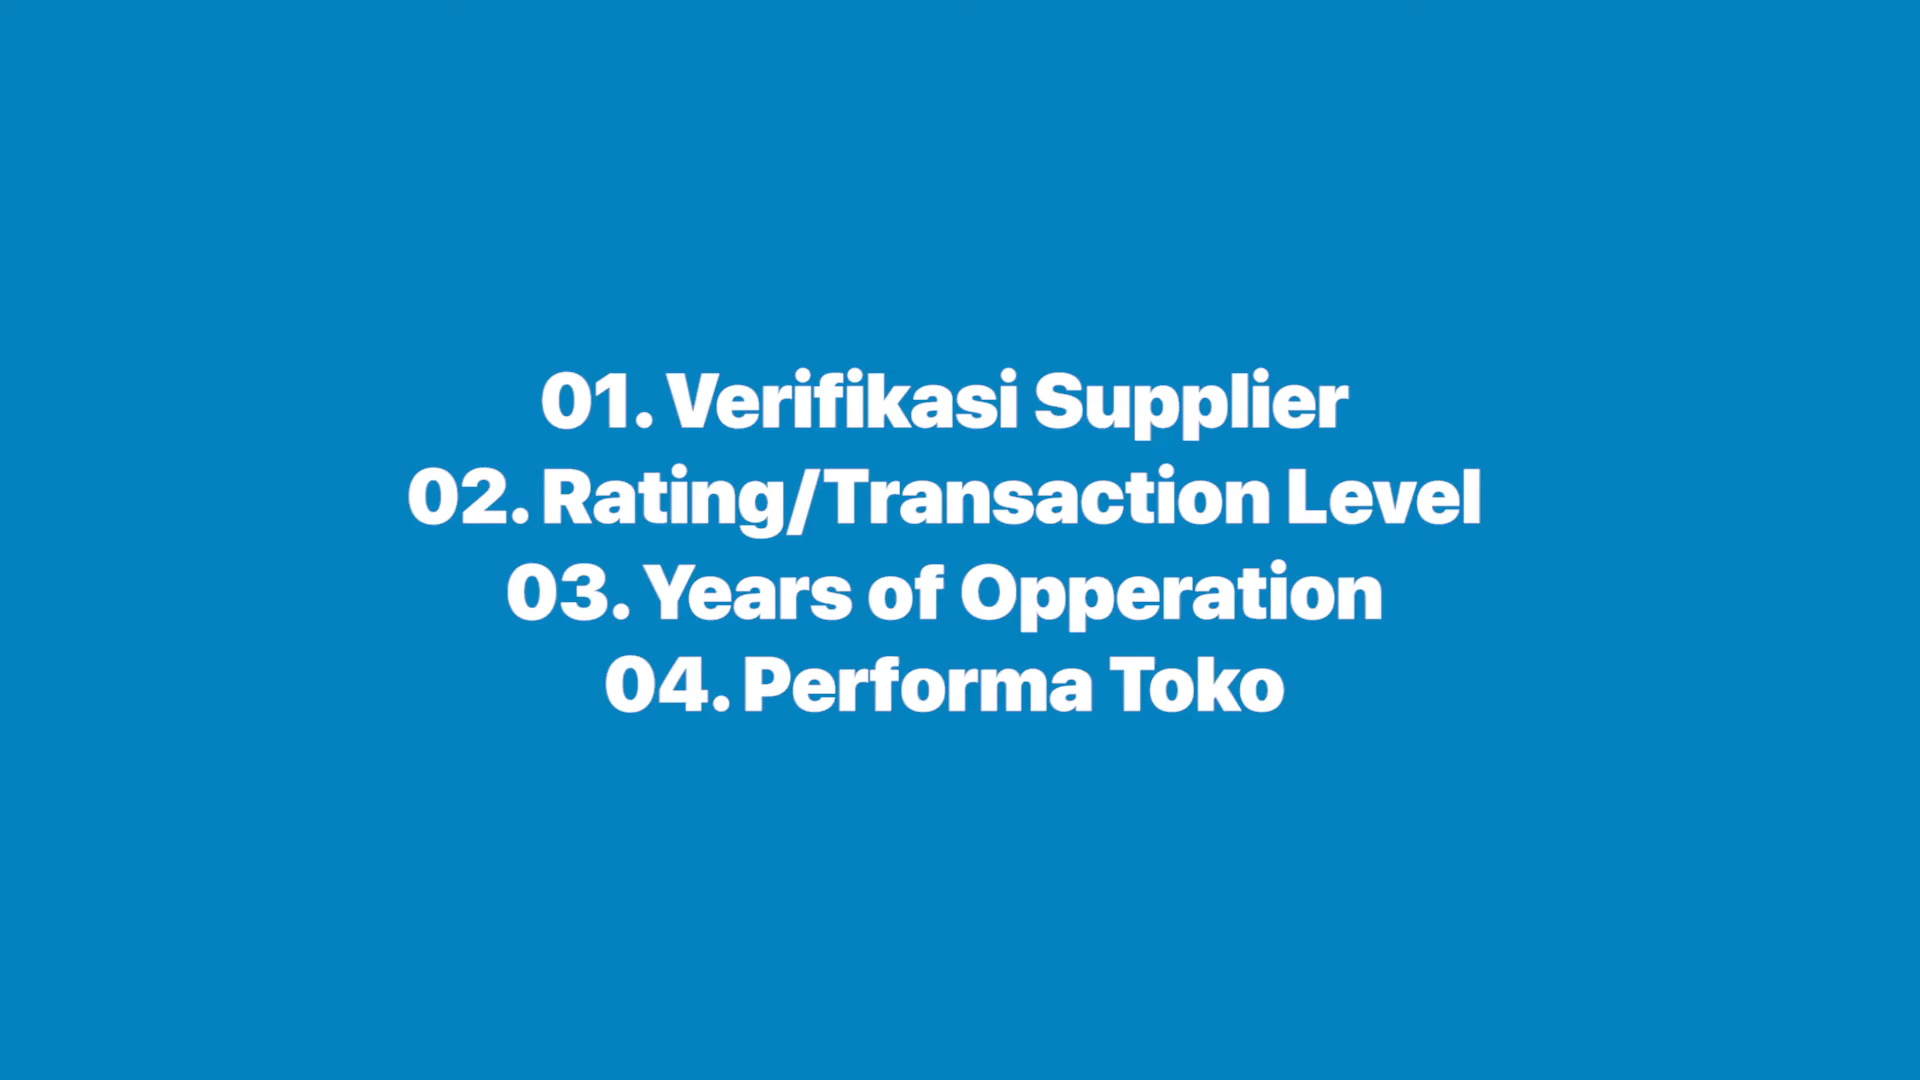 01. Verifikasi Supplier
02. Rating/Transaction Level
03. Years of Opperation
04. Performa Toko